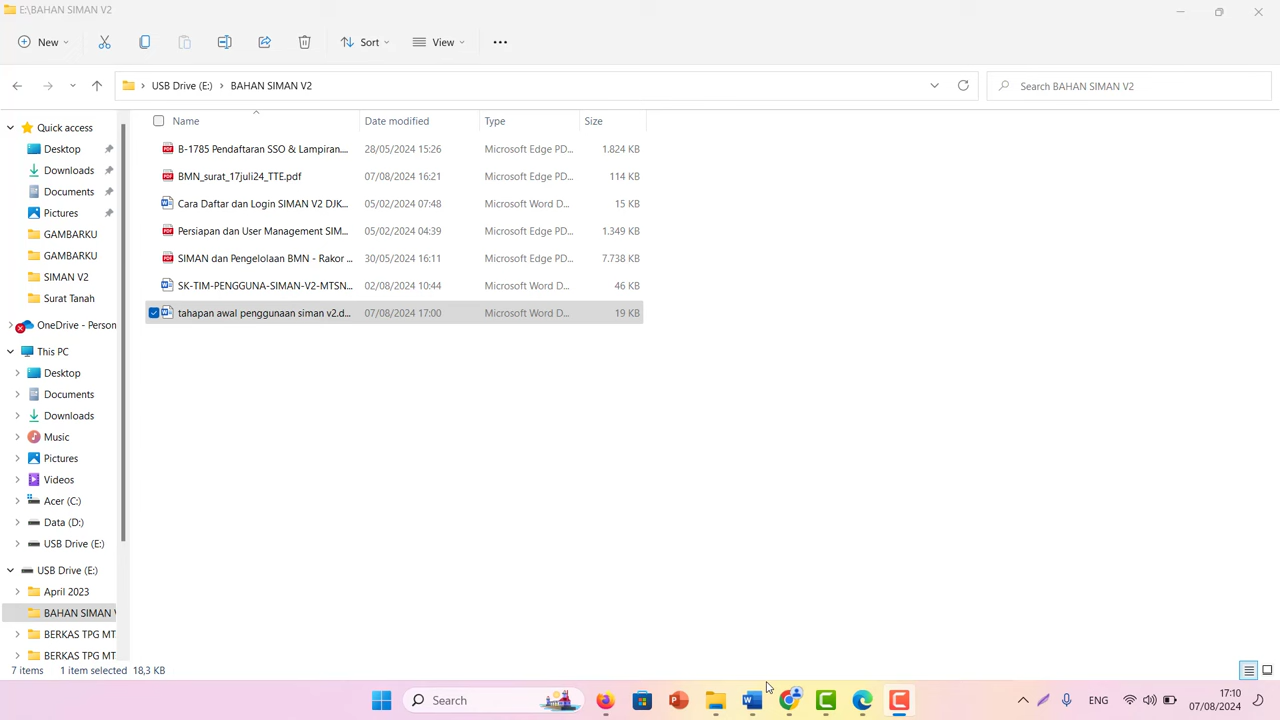 E:\BAHAN SIMAN V2
New
Sort
View
USB Drive (E:) > BAHAN SIMAN V2
Search BAHAN SIMAN V2
Name Date modified Type Size
Quick access
Desktop
Downloads
Documents
Pictures
GAMBARKU
GAMBARKU
SIMAN V2
Surat Tanah
OneDrive - Person
This PC
Desktop
Documents
Downloads
Music
Pictures
Videos
Acer (C:)
Data (D:)
USB Drive (E:)
USB Drive (E:)
April 2023
BAHAN SIMAN V
BERKAS TPG MT
BERKAS TPG MT
B-1785 Pendaftaran SSO & Lampiran.... 28/05/2024 15:26 Microsoft Edge PD... 1.824 KB
BMN_surat_17juli24_TTE.pdf 07/08/2024 16:21 Microsoft Edge PD... 114 KB
Cara Daftar dan Login SIMAN V2 DJK... 05/02/2024 07:48 Microsoft Word D... 15 KB
Persiapan dan User Management SIM... 05/02/2024 04:39 Microsoft Edge PD... 1.349 KB
SIMAN dan Pengelolaan BMN - Rakor ... 30/05/2024 16:11 Microsoft Edge PD... 7.738 KB
SK-TIM-PENGGUNA-SIMAN-V2-MTSN... 02/08/2024 10:44 Microsoft Word D... 46 KB
tahapan awal penggunaan siman v2.d... 07/08/2024 17:00 Microsoft Word D... 19 KB
7 items 1 item selected 18,3 KB
Search
ENG
17:10
07/08/2024